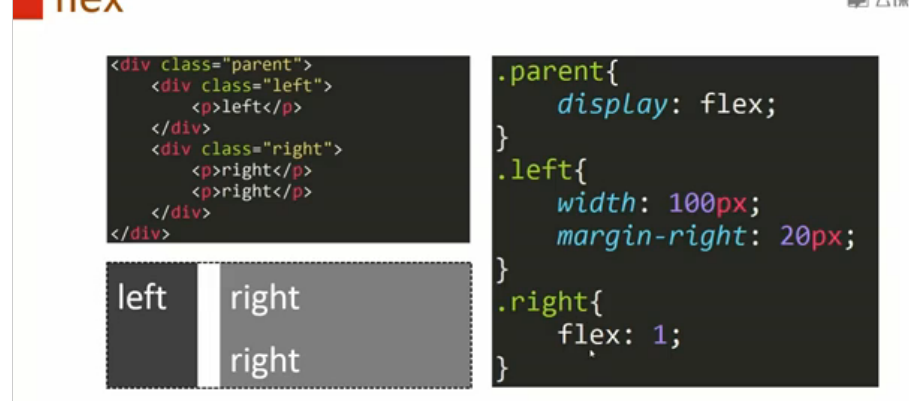 flex
<div class="parent">
<div class="left">
<p>left</p>
</div>
<div class="right">
<p>right</p>
<p>right</p>
</div>
</div>
left
right
right
.parent{
display: flex;
}
.left{
width: 100px;
margin-right: 20px;
}
.right{
flex: 1;
}